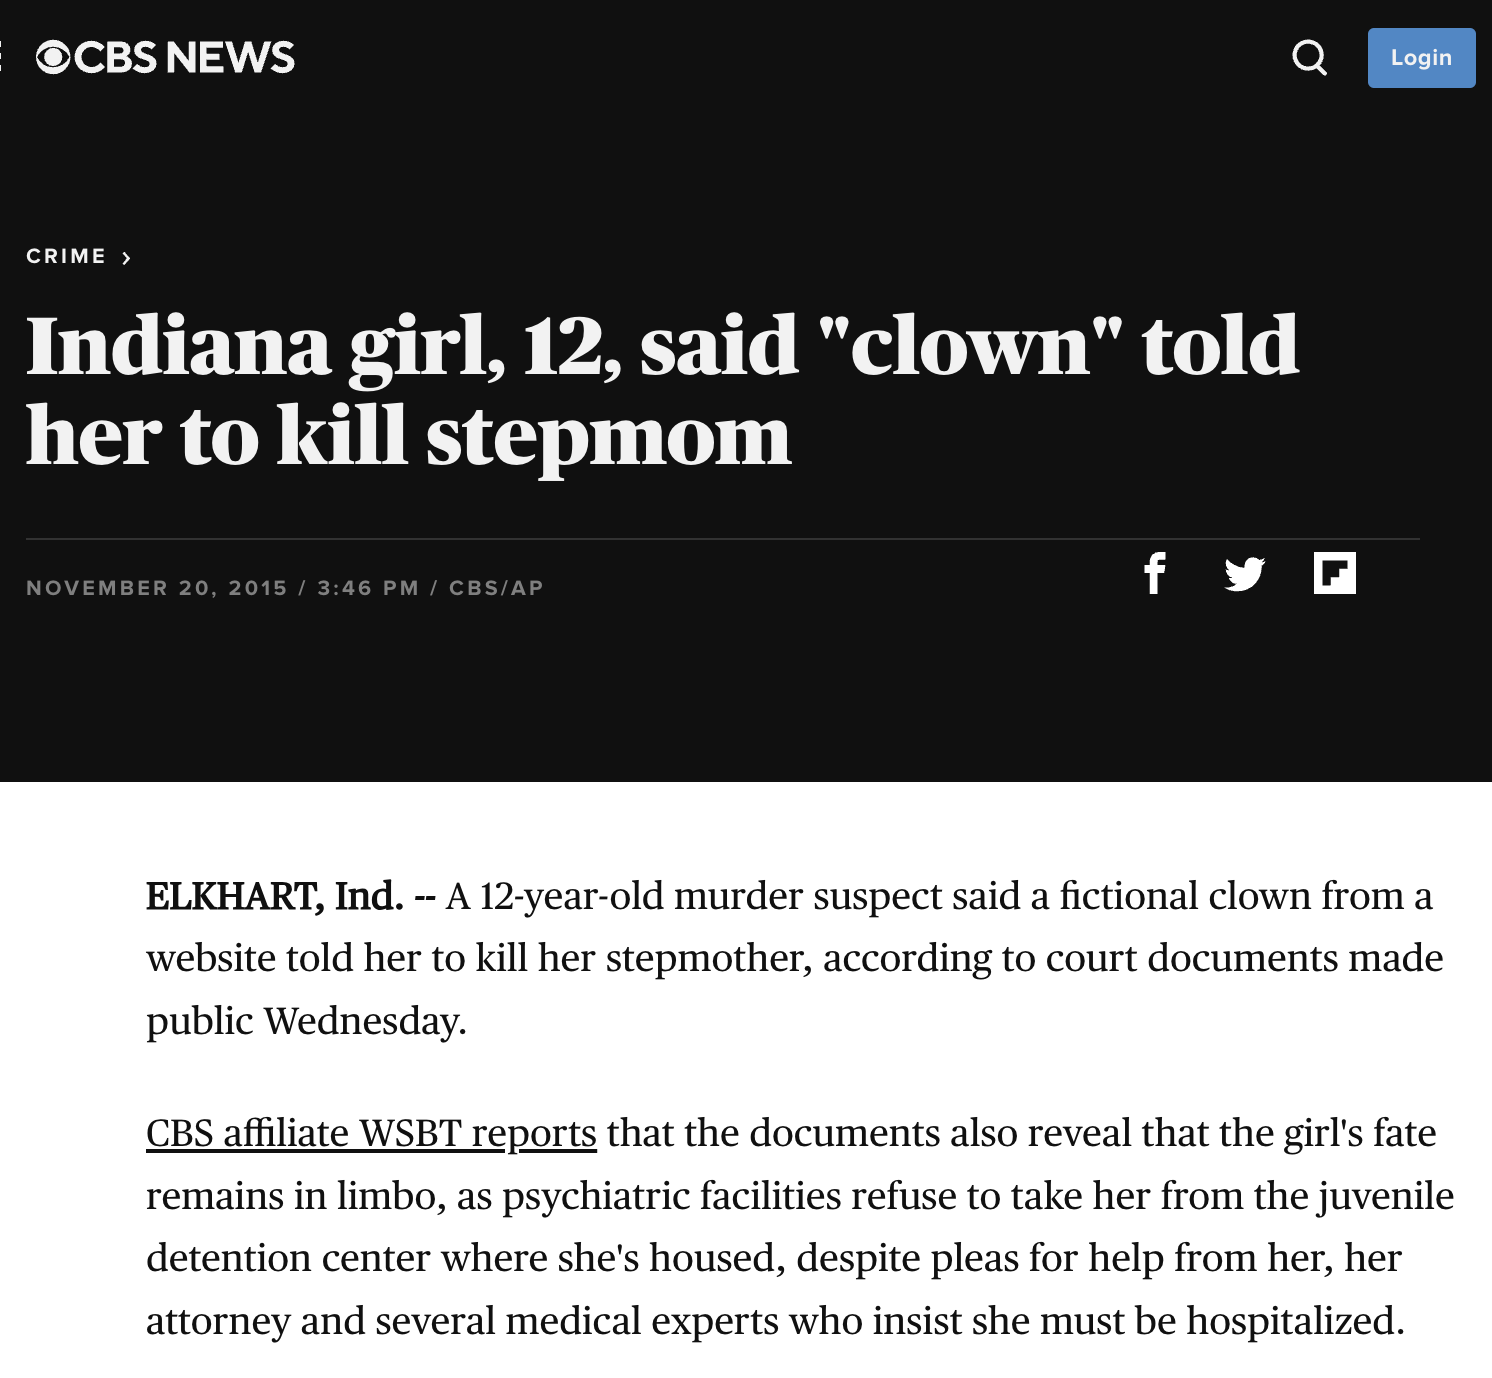 CBS NEWS
Login
CRIME ›
Indiana girl, 12, said "clown" told
her to kill stepmom
NOVEMBER 20, 2015 / 3:46 PM / CBS/AP
ELKHART, Ind. -- A 12-year-old murder suspect said a fictional clown from a
website told her to kill her stepmother, according to court documents made
public Wednesday.
CBS affiliate WSBT reports that the documents also reveal that the girl's fate
remains in limbo, as psychiatric facilities refuse to take her from the juvenile
detention center where she's housed, despite pleas for help from her, her
attorney and several medical experts who insist she must be hospitalized.